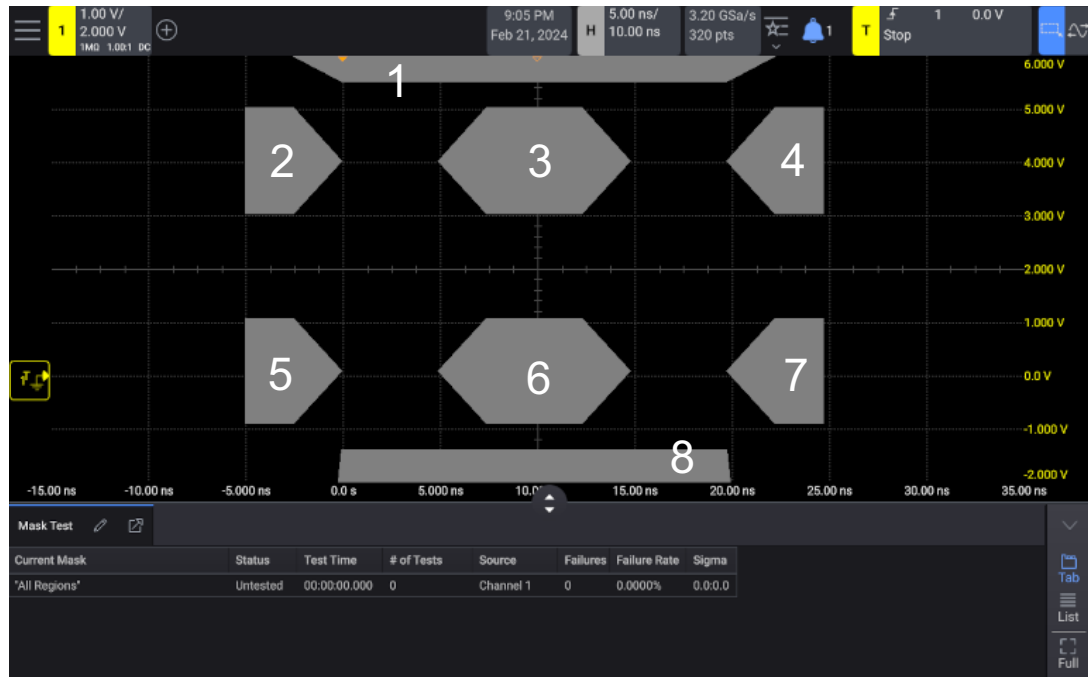 1
1.00 V/
2.000 V
1MΩ 1.00:1 DC
9:05 PM
Feb 21, 2024
H
5.00 ns/
10.00 ns
3.20 GSa/s
320 pts
1
T
1
0.0 V
Stop
6.000 V
1
5.000 V
2
3
4
4.000 V
3.000 V
2.000 V
1.000 V
5
6
7
0.0 V
-1.000 V
8
-2.000 V
-15.00 ns
-10.00 ns
-5.000 ns
0.0 s
5.000 ns
15.00 ns
20.00 ns
25.00 ns
30.00 ns
35.00 ns
Mask Test
Current Mask Status Test Time # of Tests Source Failures Failure Rate Sigma
"All Regions" Untested 00:00:00.000 0 Channel 1 0 0.0000% 0.0:0.0
Tab
List
Full